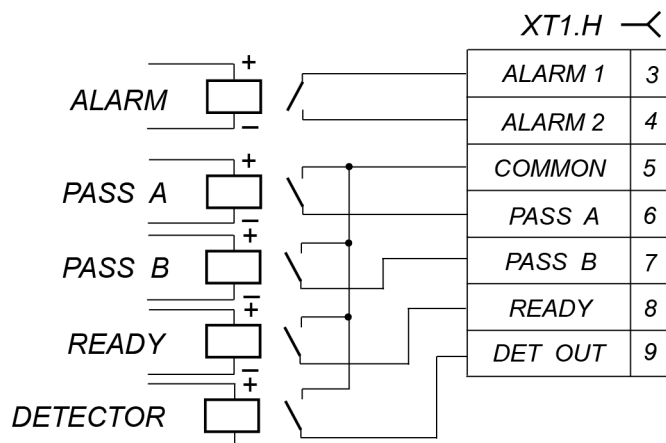 XT1.H
ALARM 1 3
ALARM 2 4
COMMON 5
PASS A 6
PASS B 7
READY 8
DET OUT 9
+
ALARM
−
+
PASS A
−
+
PASS B
−
+
READY
−
+
DETECTOR